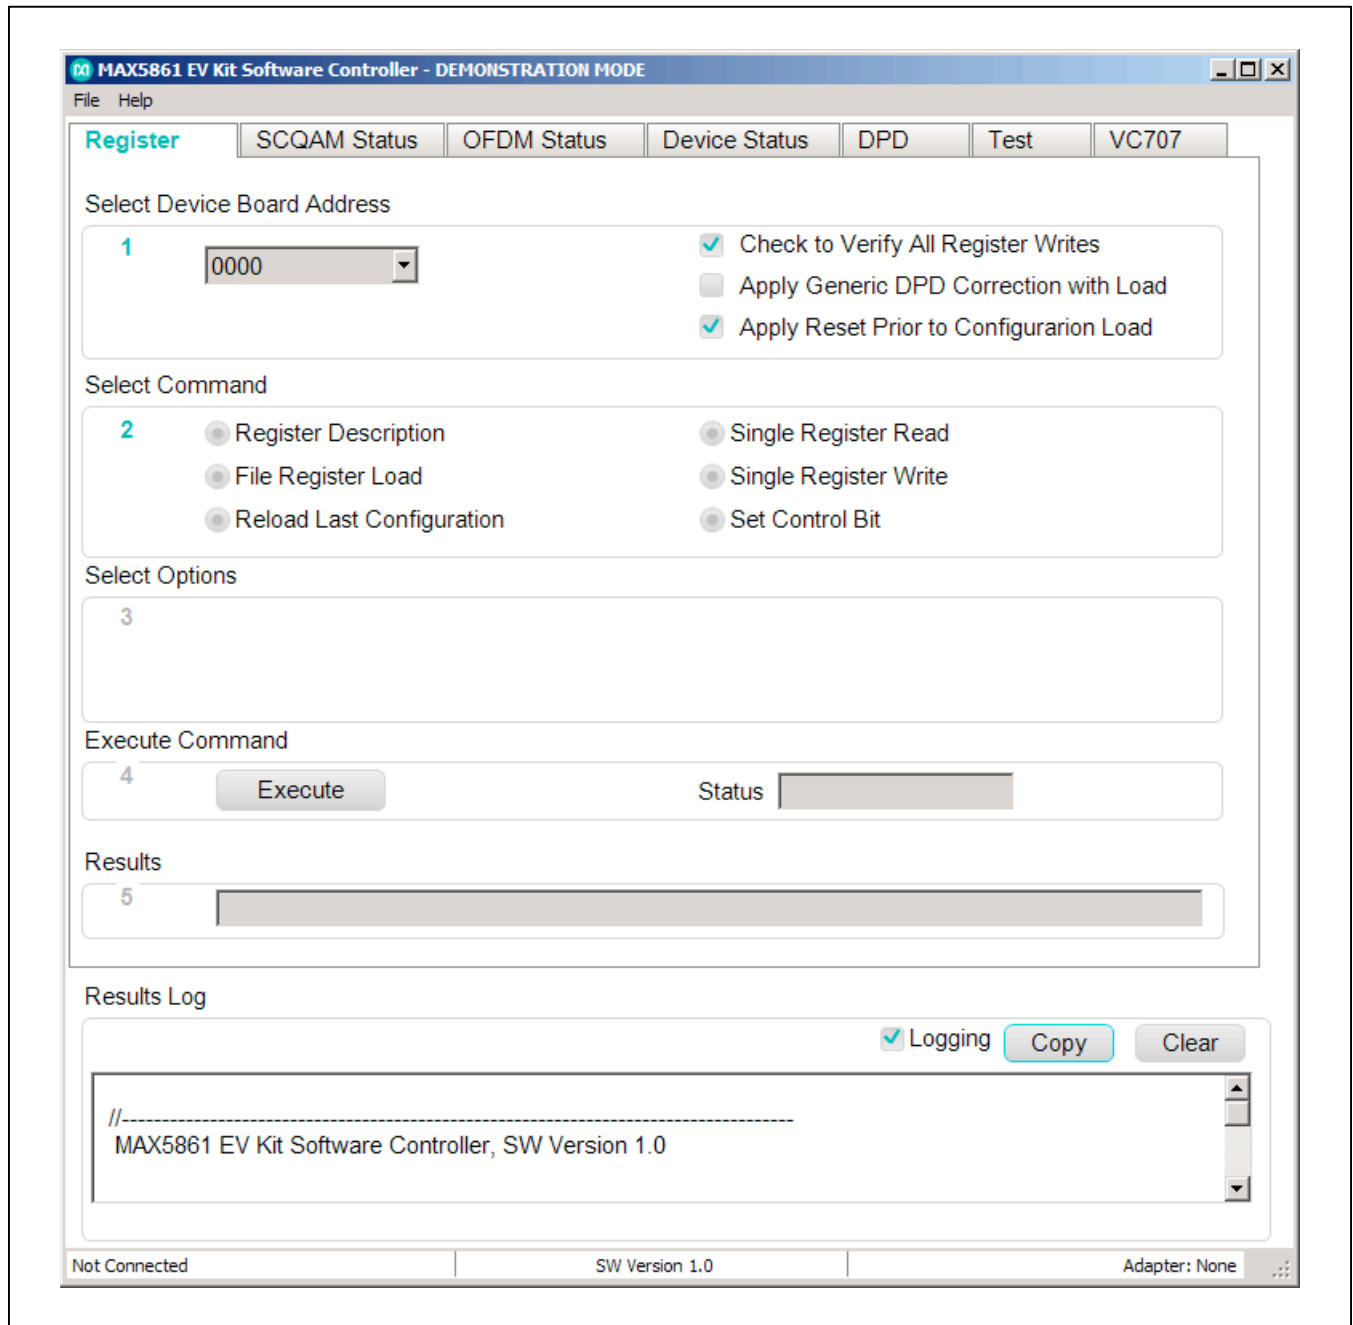 MAX5861 EV Kit Software Controller - DEMONSTRATION MODE
File Help
Register SCQAM Status OFDM Status Device Status DPD Test VC707
Select Device Board Address
1
0000
Check to Verify All Register Writes
Apply Generic DPD Correction with Load
Apply Reset Prior to Configurarion Load
Select Command
2
Register Description Single Register Read
File Register Load Single Register Write
Reload Last Configuration Set Control Bit
Select Options
3
Execute Command
4
Execute Status
Results
5
Results Log
Logging Copy Clear
//------------------------------------------------------------------------------------
MAX5861 EV Kit Software Controller, SW Version 1.0
Not Connected SW Version 1.0 Adapter: None